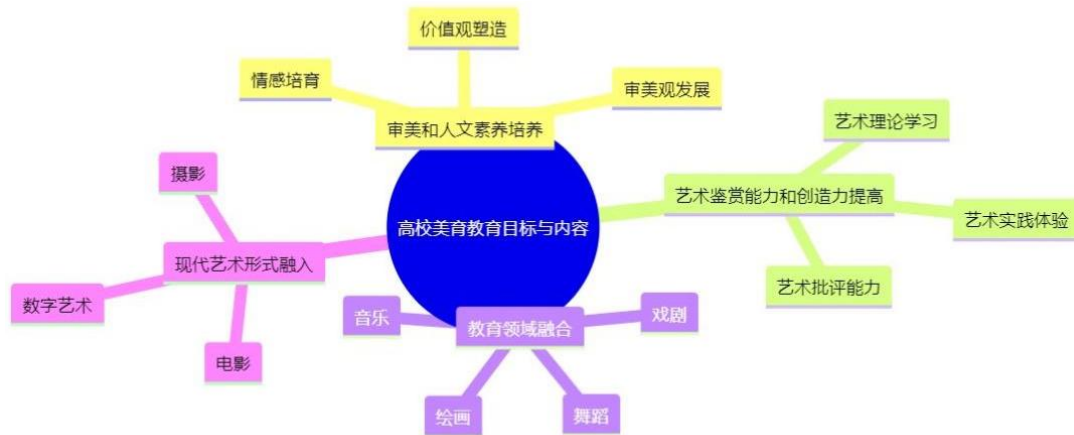 价值观塑造
情感培育
审美观发展
审美和人文素养培养
艺术理论学习
摄影
艺术鉴赏能力和创造力提高
高校美育教育目标与内容
艺术实践体验
现代艺术形式融入
数字艺术
艺术批评能力
音乐
教育领域融合
戏剧
电影
绘画
舞蹈